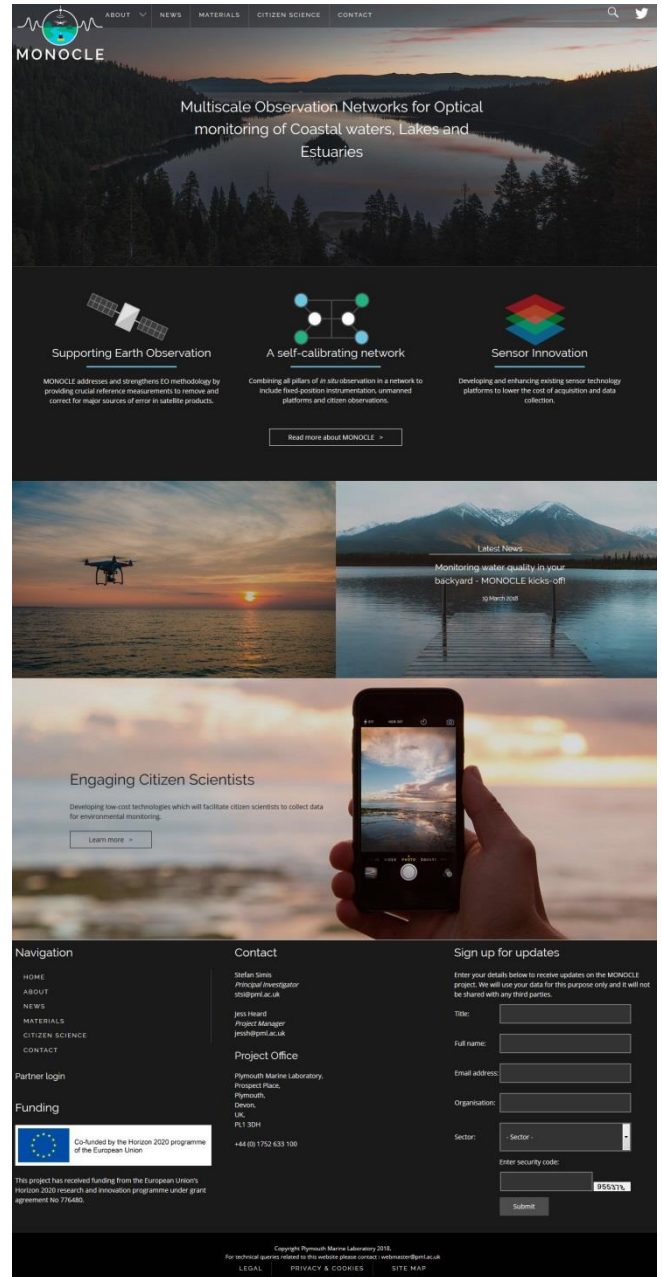 ABOUT NEWS MATERIALS CITIZEN SCIENCE CONTACT
MONOCLE
Multiscale Observation Networks for Optical
monitoring of Coastal waters, Lakes and
Estuaries
Supporting Earth Observation
MONOCLE addresses and strengthens EO methodology by
providing crucial reference measurements to remove and
correct for major sources of error in satellite products.
A self-calibrating network
Combining all pillars of in situ observation in a network to
include fixed-position instrumentation, unmanned
platforms and citizen observations.
Sensor Innovation
Developing and enhancing existing sensor technology
platforms to lower the cost of acquisition and data
collection.
Read more about MONOCLE >
Latest News
Monitoring water quality in your
backyard - MONOCLE kicks-off!
19 March 2018
Engaging Citizen Scientists
Developing low-cost technologies which will facilitate citizen scientists to collect data
for environmental monitoring.
Learn more >
PHOTO
Navigation
HOME
ABOUT
NEWS
MATERIALS
CITIZEN SCIENCE
CONTACT
Partner login
Funding
Co-funded by the Horizon 2020 programme
of the European Union
This project has received funding from the European Union's
Horizon 2020 research and innovation programme under grant
agreement No 776480.
Contact
Stefan Simis
Principal Investigator
stsi@pml.ac.uk
Jess Heard
Project Manager
jessh@pml.ac.uk
Project Office
Plymouth Marine Laboratory,
Prospect Place,
Plymouth,
Devon,
UK,
PL1 3DH
+44 (0) 1752 633 100
Sign up for updates
Enter your details below to receive updates on the MONOCLE
project. We will use your data for this purpose only and it will not
be shared with any third parties.
Title:
Full name:
Email address:
Organisation:
Sector: - Sector -
Enter security code:
Submit
Copyright Plymouth Marine Laboratory 2018.
For technical queries related to this website please contact : webmaster@pml.ac.uk
LEGAL PRIVACY & COOKIES SITE MAP